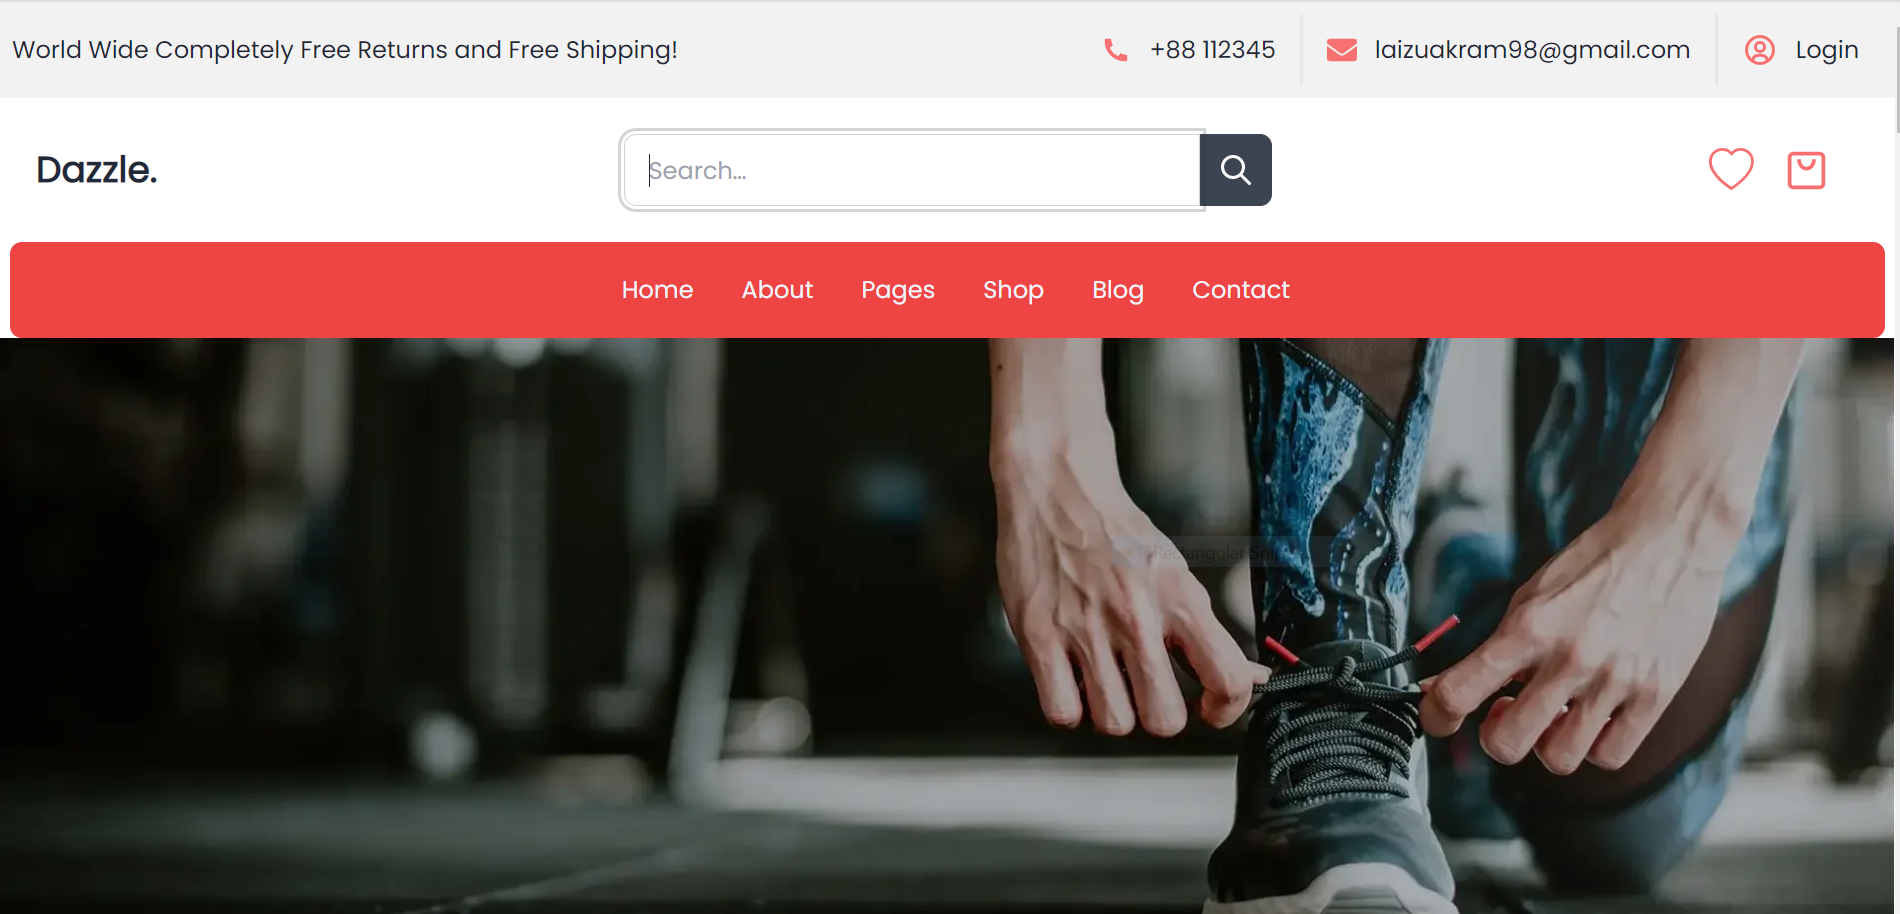 World Wide Completely Free Returns and Free Shipping!
+88 112345
laizuakram98@gmail.com
Login
Dazzle.
Search...
Home About Pages Shop Blog Contact
Rectangular Snip